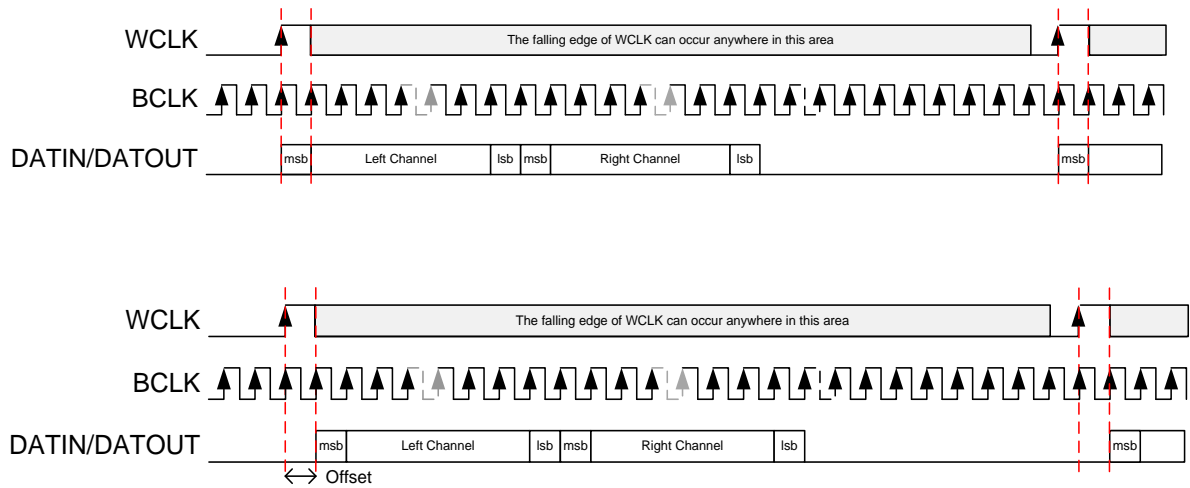 WCLK
The falling edge of WCLK can occur anywhere in this area
BCLK
DATIN/DATOUT
msb
Left Channel
lsb
msb
Right Channel
lsb
msb
WCLK
The falling edge of WCLK can occur anywhere in this area
BCLK
DATIN/DATOUT
msb
Left Channel
lsb
msb
Right Channel
lsb
msb
Offset